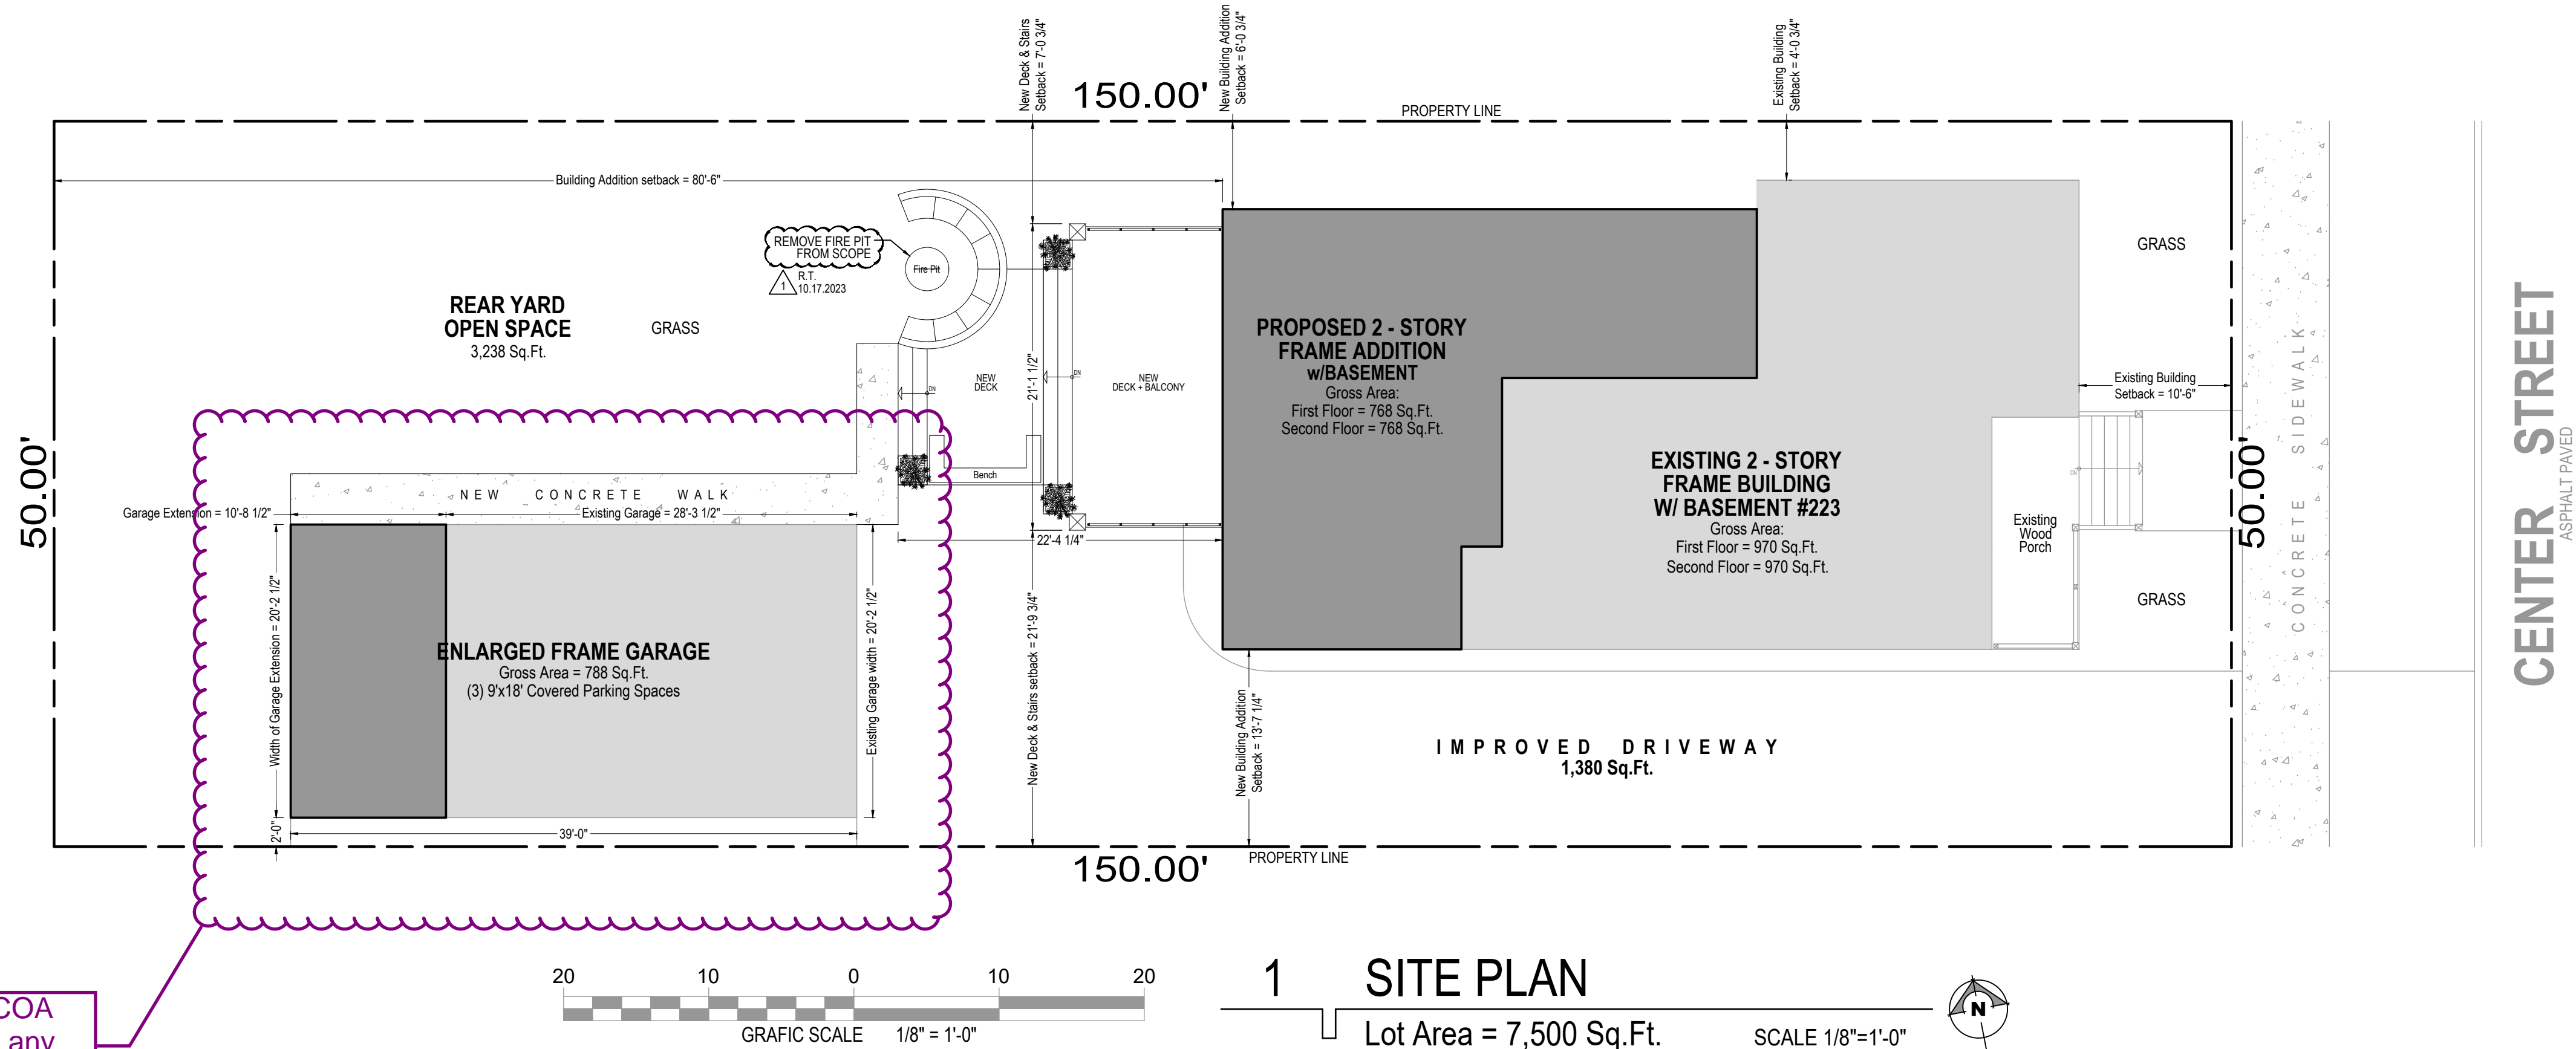 New Deck & Stairs
Setback = 7'-0 3/4"
150.00'
New Building Addition
Setback = 6'-0 3/4"
PROPERTY LINE
Existing Building
Setback = 4'-0 3/4"
Building Addition setback = 80'-6"
REMOVE FIRE PIT
FROM SCOPE
1
R.T.
10.17.2023
Fire Pit
REAR YARD
OPEN SPACE
3,238 Sq.Ft.
GRASS
NEW
DECK
DN
21'-1 1/2"
DN
NEW
DECK + BALCONY
PROPOSED 2 - STORY
FRAME ADDITION
w/BASEMENT
Gross Area:
First Floor = 768 Sq.Ft.
Second Floor = 768 Sq.Ft.
GRASS
Existing Building
Setback = 10'-6"
EXISTING 2 - STORY
FRAME BUILDING
W/ BASEMENT #223
Gross Area:
First Floor = 970 Sq.Ft.
Second Floor = 970 Sq.Ft.
Existing
Wood
Porch
DN
GRASS
50.00'
50.00'
CONCRETE SIDEWALK
CENTER STREET
ASPHALT PAVED
Bench
NEW CONCRETE WALK
Garage Extension = 10'-8 1/2"
Existing Garage = 28'-3 1/2"
22'-4 1/4"
Width of Garage Extension = 20'-2 1/2"
ENLARGED FRAME GARAGE
Gross Area = 788 Sq.Ft.
(3) 9'x18' Covered Parking Spaces
Existing Garage width = 20'-2 1/2"
New Deck & Stairs setback = 21'-9 3/4"
New Building Addition
Setback = 13'-7 1/4"
IMPROVED DRIVEWAY
1,380 Sq.Ft.
2'-0"
39'-0"
150.00'
PROPERTY LINE
20 10 0 10 20
GRAFIC SCALE 1/8" = 1'-0"
1 SITE PLAN
Lot Area = 7,500 Sq.Ft. SCALE 1/8"=1'-0"
N
COA
any